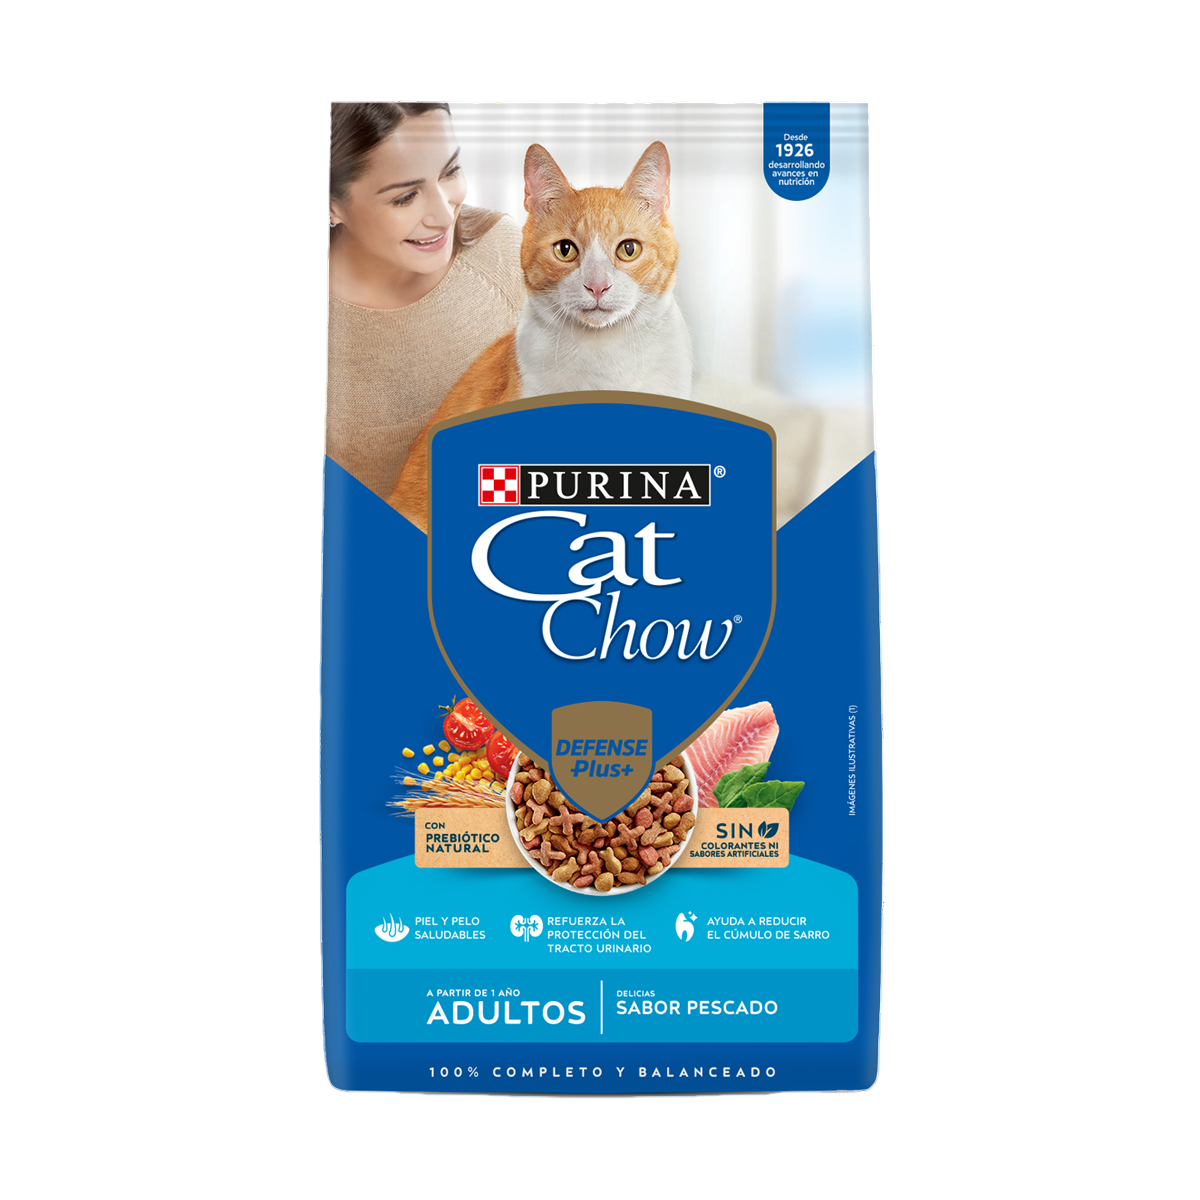 Desde
1926
desarrollando
avances en
nutrición
PURINA®
Cat
Chow®
DEFENSE
Plus+
IMÁGENES ILUSTRATIVAS (1)
CON
PREBIÓTICO
NATURAL
SIN
COLORANTES NI
SABORES ARTIFICIALES
PIEL Y PELO
SALUDABLES
REFUERZA LA
PROTECCIÓN DEL
TRACTO URINARIO
AYUDA A REDUCIR
EL CÚMULO DE SARRO
A PARTIR DE 1 AÑO
ADULTOS
DELICIAS
SABOR PESCADO
100% COMPLETO Y BALANCEADO